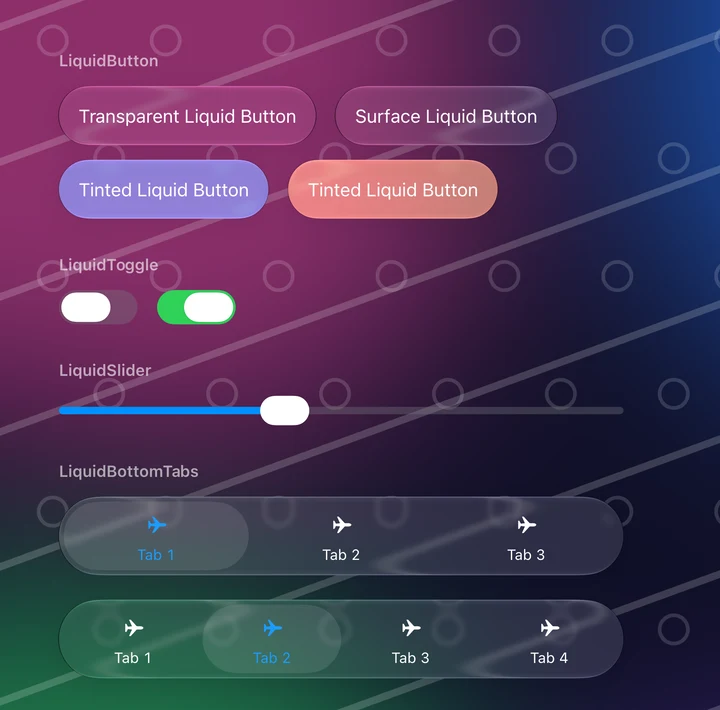 LiquidButton
Transparent Liquid Button Surface Liquid Button
Tinted Liquid Button Tinted Liquid Button
LiquidToggle
LiquidSlider
LiquidBottomTabs
Tab 1 Tab 2 Tab 3
Tab 1 Tab 2 Tab 3 Tab 4